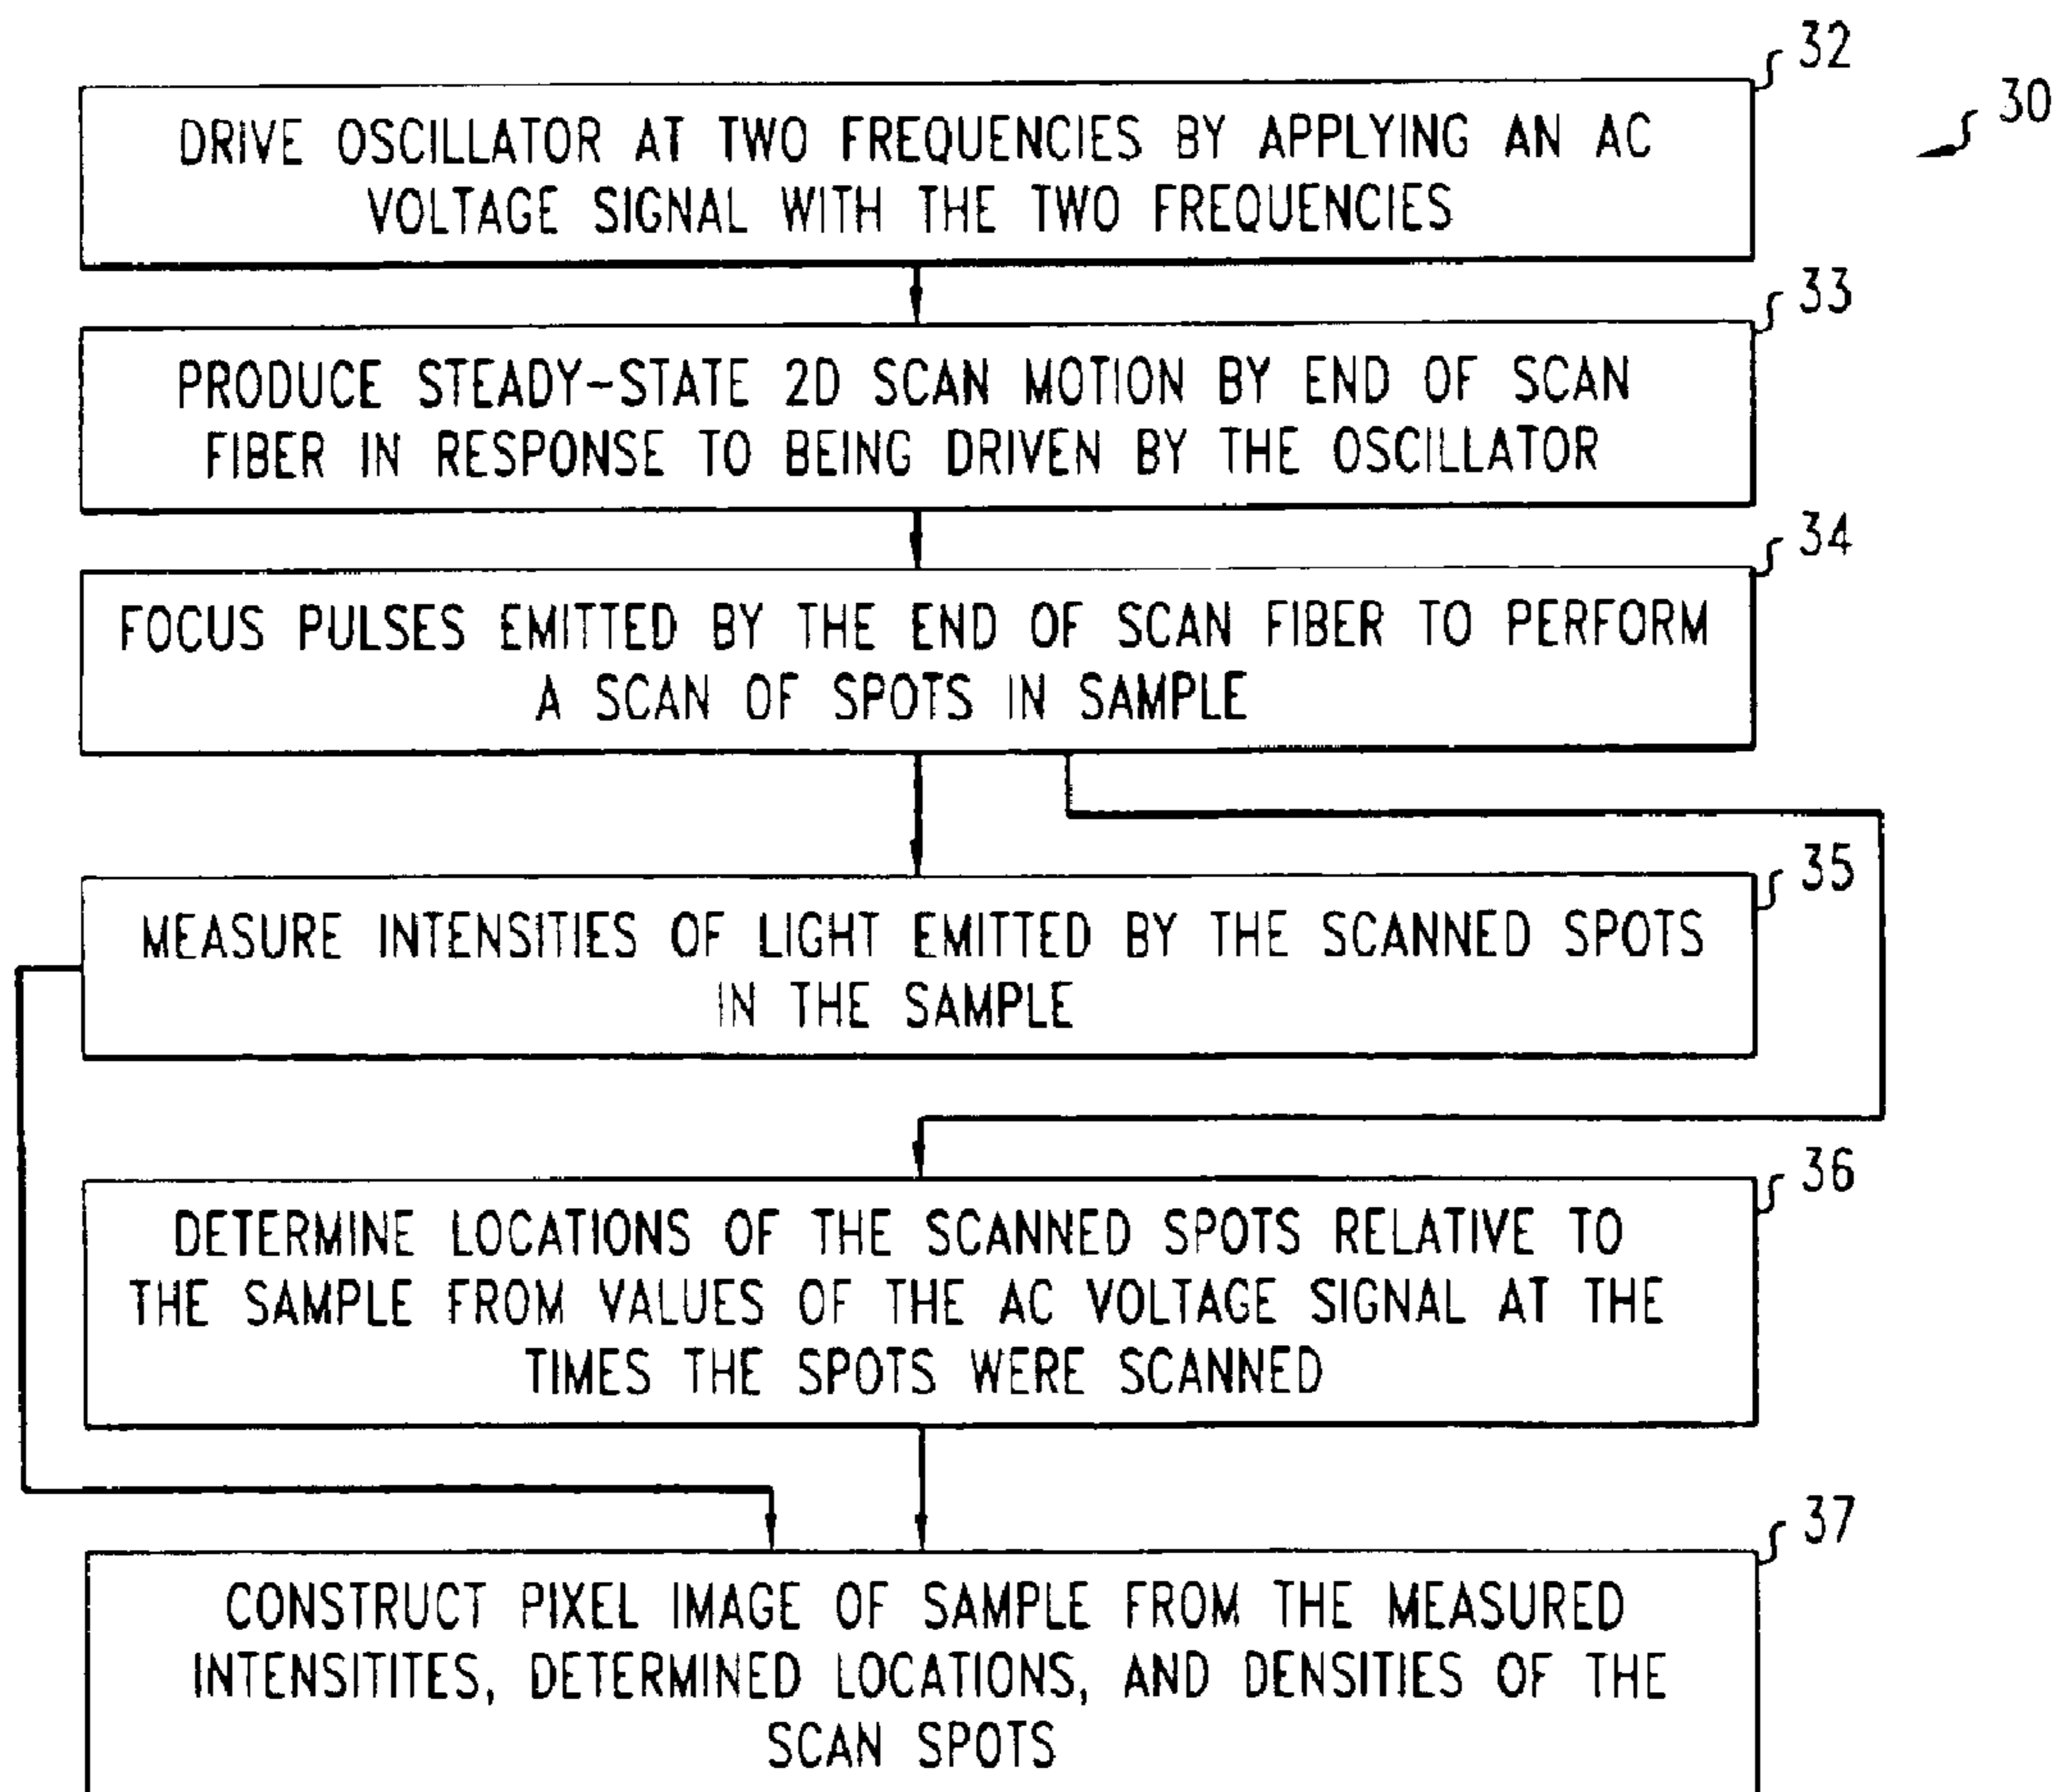 32
30
DRIVE OSCILLATOR AT TWO FREQUENCIES BY APPLYING AN AC
VOLTAGE SIGNAL WITH THE TWO FREQUENCIES
33
PRODUCE STEADY-STATE 2D SCAN MOTION BY END OF SCAN
FIBER IN RESPONSE TO BEING DRIVEN BY THE OSCILLATOR
34
FOCUS PULSES EMITTED BY THE END OF SCAN FIBER TO PERFORM
A SCAN OF SPOTS IN SAMPLE
35
MEASURE INTENSITIES OF LIGHT EMITTED BY THE SCANNED SPOTS
IN THE SAMPLE
36
DETERMINE LOCATIONS OF THE SCANNED SPOTS RELATIVE TO
THE SAMPLE FROM VALUES OF THE AC VOLTAGE SIGNAL AT THE
TIMES THE SPOTS WERE SCANNED
37
CONSTRUCT PIXEL IMAGE OF SAMPLE FROM THE MEASURED
INTENSITITES, DETERMINED LOCATIONS, AND DENSITIES OF THE
SCAN SPOTS